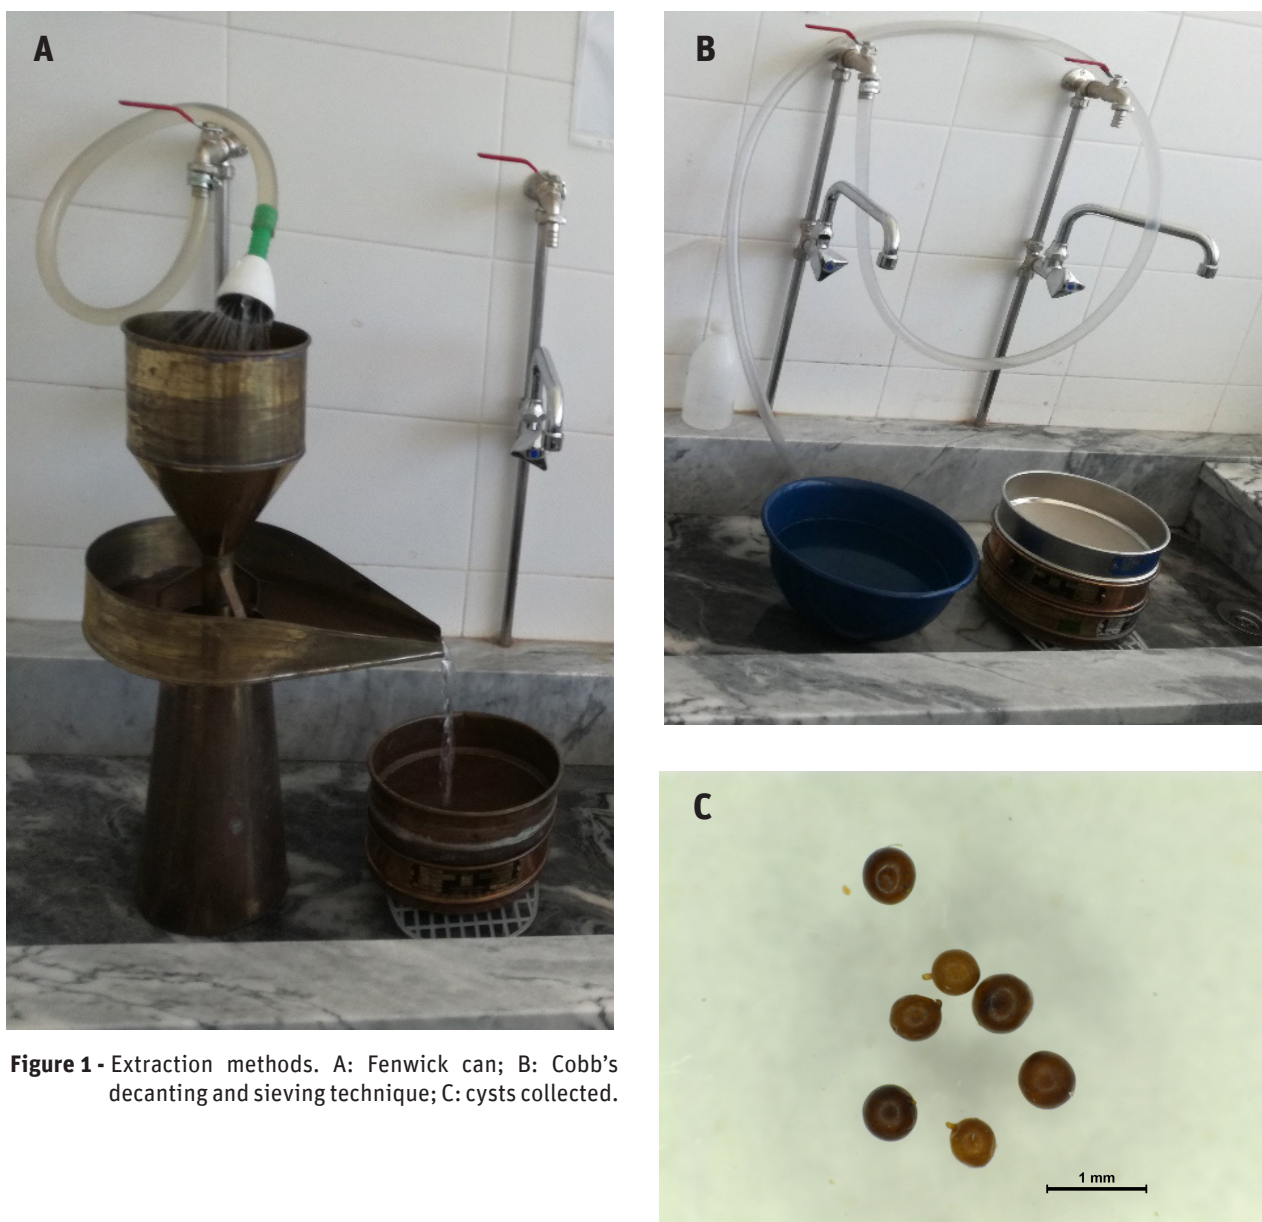 A
B
C
1 mm
Figure 1 - Extraction methods. A: Fenwick can; B: Cobb's
decanting and sieving technique; C: cysts collected.